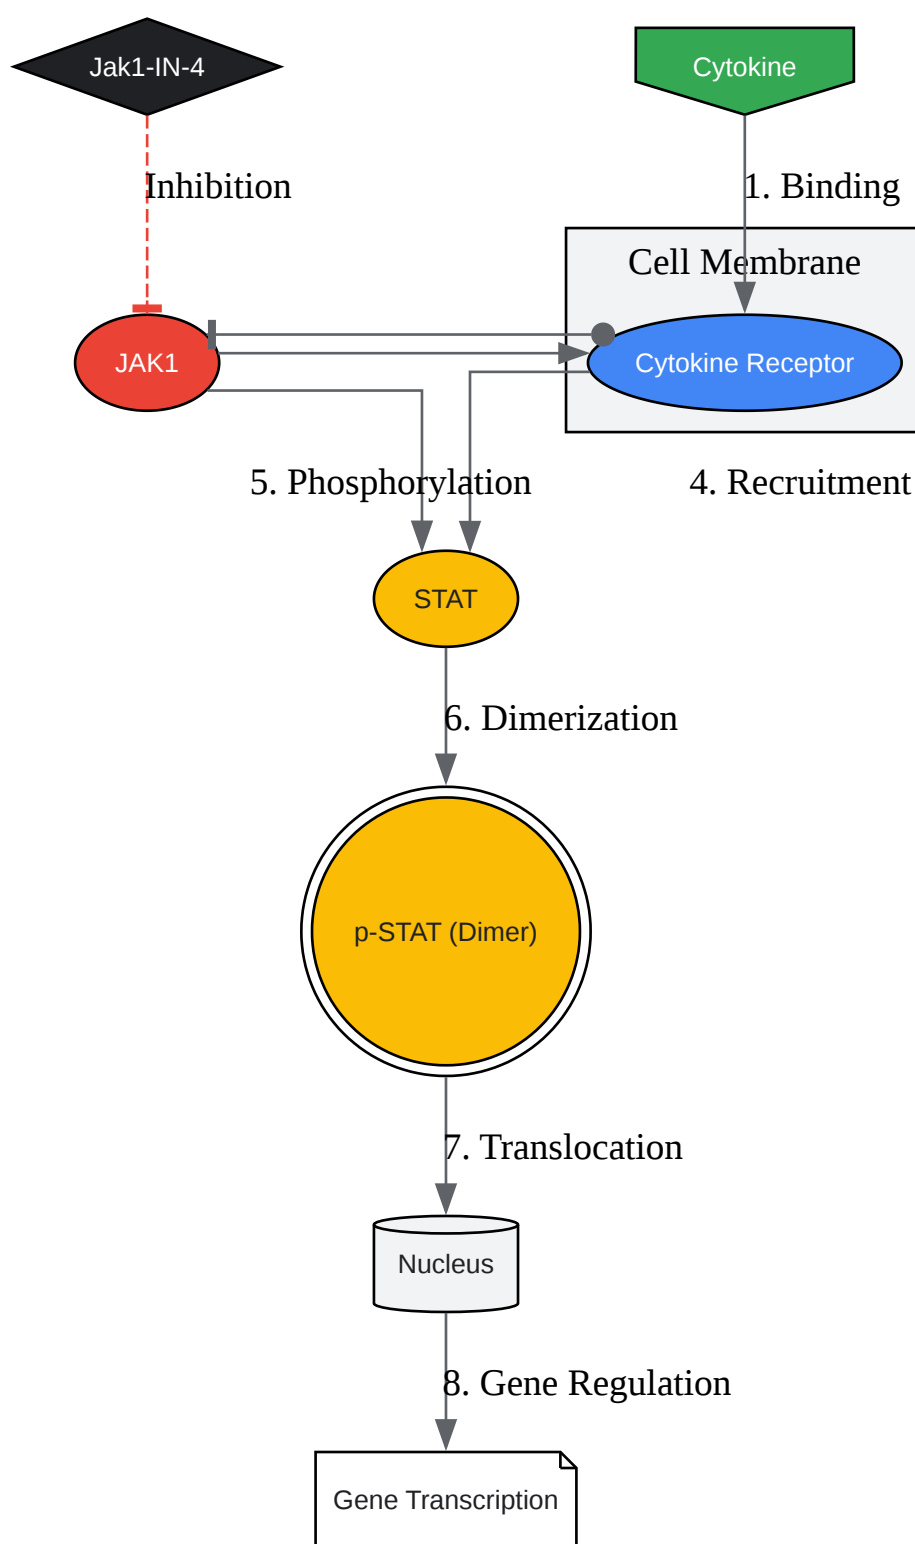 Jak1-IN-4
Cytokine
Inhibition
1. Binding
Cell Membrane
JAK1
Cytokine Receptor
5. Phosphorylation
4. Recruitment
STAT
6. Dimerization
p-STAT (Dimer)
7. Translocation
Nucleus
8. Gene Regulation
Gene Transcription